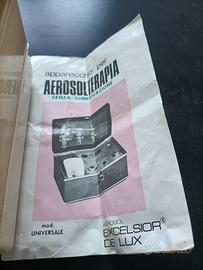 apparecchio per
AEROSOLTERAPIA
SENZA LUBRIFICAZIONE
mod.
UNIVERSALE
AEROSOL
EXCELSIOR®
DE LUX